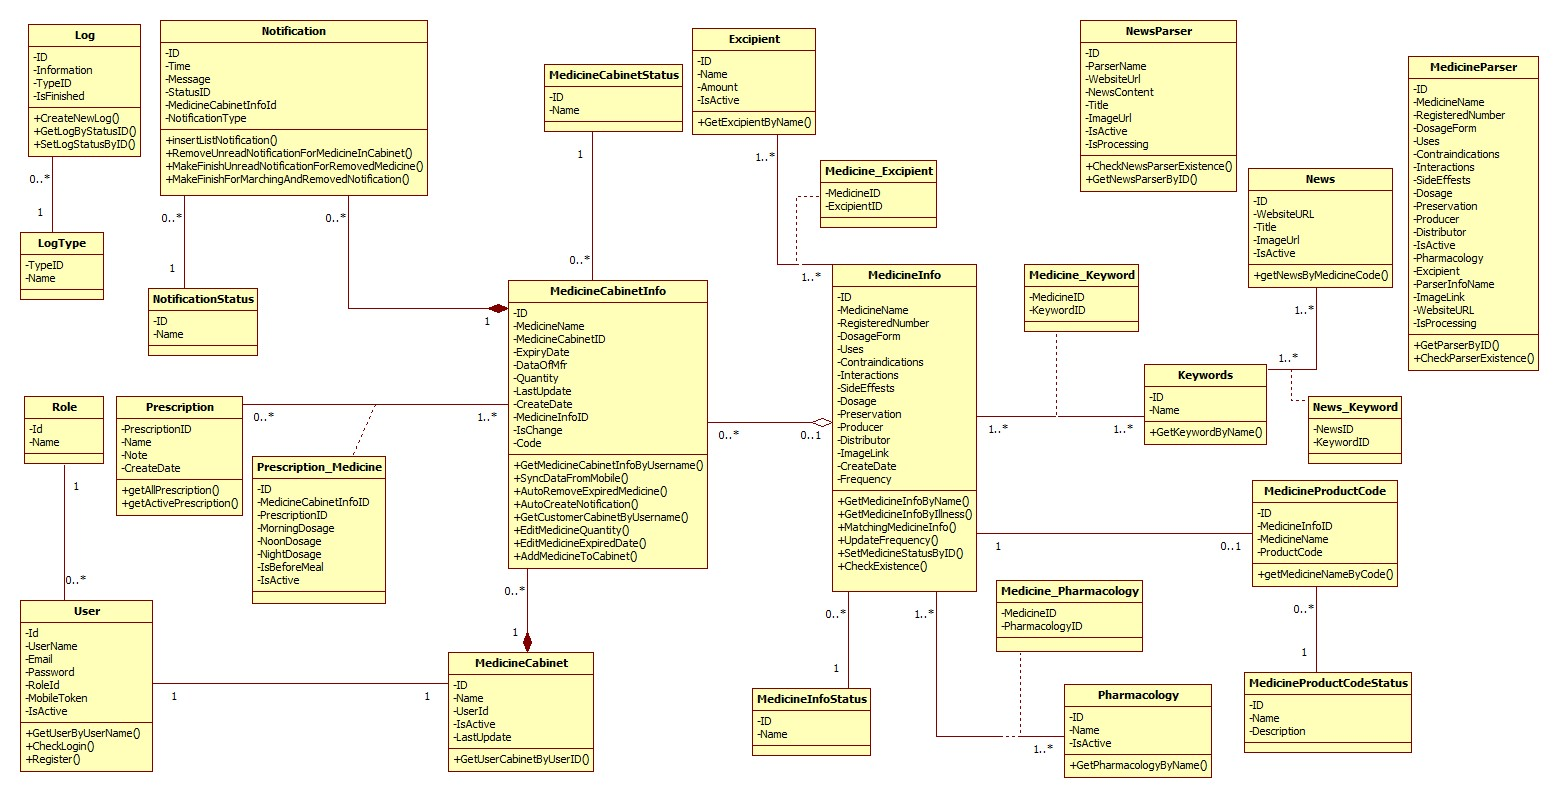 Log
-ID
-Information
-TypeID
-IsFinished
+CreateNewLog()
+GetLogByStatusID()
+SetLogStatusByID()
0..*
1
LogType
-TypeID
-Name
Notification
-ID
-Time
-Message
-StatusID
-MedicineCabinetInfoId
-NotificationType
+insertListNotification()
+RemoveUnreadNotificationForMedicineInCabinet()
+MakeFinishUnreadNotificationForRemovedMedicine()
+MakeFinishForMarchingAndRemovedNotification()
0..*
0..*
1
1
NotificationStatus
-ID
-Name
MedicineCabinetStatus
-ID
-Name
1
0..*
Excipient
-ID
-Name
-Amount
-IsActive
+GetExcipientByName()
1..*
1..*
Medicine_Excipient
-MedicineID
-ExcipientID
NewsParser
-ID
-ParserName
-WebsiteUrl
-NewsContent
-Title
-ImageUrl
-IsActive
-IsProcessing
+CheckNewsParserExistence()
+GetNewsParserByID()
MedicineParser
-ID
-MedicineName
-RegisteredNumber
-DosageForm
-Uses
-Contraindications
-Interactions
-SideEffests
-Dosage
-Preservation
-Producer
-Distributor
-IsActive
-Pharmacology
-Excipient
-ParserInfoName
-ImageLink
-WebsiteURL
-IsProcessing
+GetParserByID()
+CheckParserExistence()
News
-ID
-WebsiteURL
-Title
-ImageUrl
-IsActive
+getNewsByMedicineCode()
1..*
1..*
MedicineCabinetInfo
-ID
-MedicineName
-MedicineCabinetID
-ExpiryDate
-DataOfMfr
-Quantity
-LastUpdate
-CreateDate
-MedicineInfoID
-IsChange
-Code
+GetMedicineCabinetInfoByUsername()
+SyncDataFromMobile()
+AutoRemoveExpiredMedicine()
+AutoCreateNotification()
+GetCustomerCabinetByUsername()
+EditMedicineQuantity()
+EditMedicineExpiredDate()
+AddMedicineToCabinet()
0..*
0..1
MedicineInfo
-ID
-MedicineName
-RegisteredNumber
-DosageForm
-Uses
-Contraindications
-Interactions
-SideEffests
-Dosage
-Preservation
-Producer
-Distributor
-ImageLink
-CreateDate
-Frequency
+GetMedicineInfoByName()
+GetMedicineInfoByIllness()
+MatchingMedicineInfo()
+UpdateFrequency()
+SetMedicineStatusByID()
+CheckExistence()
Medicine_Keyword
-MedicineID
-KeywordID
1..*
1..*
Keywords
-ID
-Name
+GetKeywordByName()
News_Keyword
-NewsID
-KeywordID
Role
-Id
-Name
1
0..*
Prescription
-PrescriptionID
-Name
-Note
-CreateDate
+getAllPrescription()
+getActivePrescription()
0..*
1..*
Prescription_Medicine
-ID
-MedicineCabinetInfoID
-PrescriptionID
-MorningDosage
-NoonDosage
-NightDosage
-IsBeforeMeal
-IsActive
User
-Id
-UserName
-Email
-Password
-RoleId
-MobileToken
-IsActive
+GetUserByUserName()
+CheckLogin()
+Register()
1
1
0..*
1
MedicineCabinet
-ID
-Name
-UserId
-IsActive
-LastUpdate
+GetUserCabinetByUserID()
0..*
1
MedicineInfoStatus
-ID
-Name
1..*
1..*
Medicine_Pharmacology
-MedicineID
-PharmacologyID
Pharmacology
-ID
-Name
-IsActive
+GetPharmacologyByName()
1
0..1
MedicineProductCode
-ID
-MedicineInfoID
-MedicineName
-ProductCode
+getMedicineNameByCode()
0..*
1
MedicineProductCodeStatus
-ID
-Name
-Description